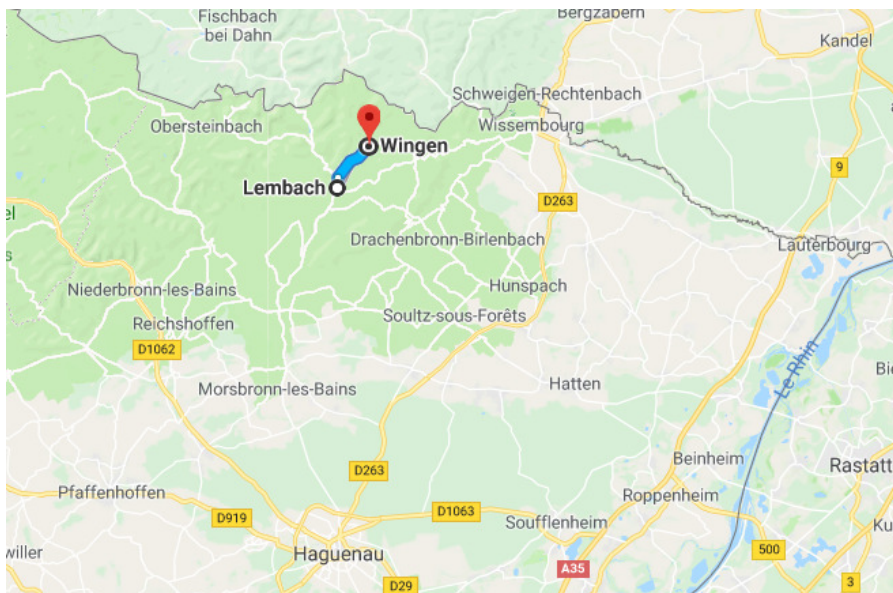 Fischbach
bei Dahn
Bergzabern
Kandel
Schweigen-Rechtenbach
Obersteinbach
Wissembourg
Wingen
9
Lembach
D263
Drachenbronn-Birlenbach
Lauterbourg
Niederbronn-les-Bains
Hunspach
Reichshoffen
Soultz-sous-Forêts
D1062
Le Rhin
Morsbronn-les-Bains
Hatten
Beinheim
Rastatt
D263
Pfaffenhoffen
Roppenheim
D919
D1063
Soufflenheim
Haguenau
500
A35
D29
3